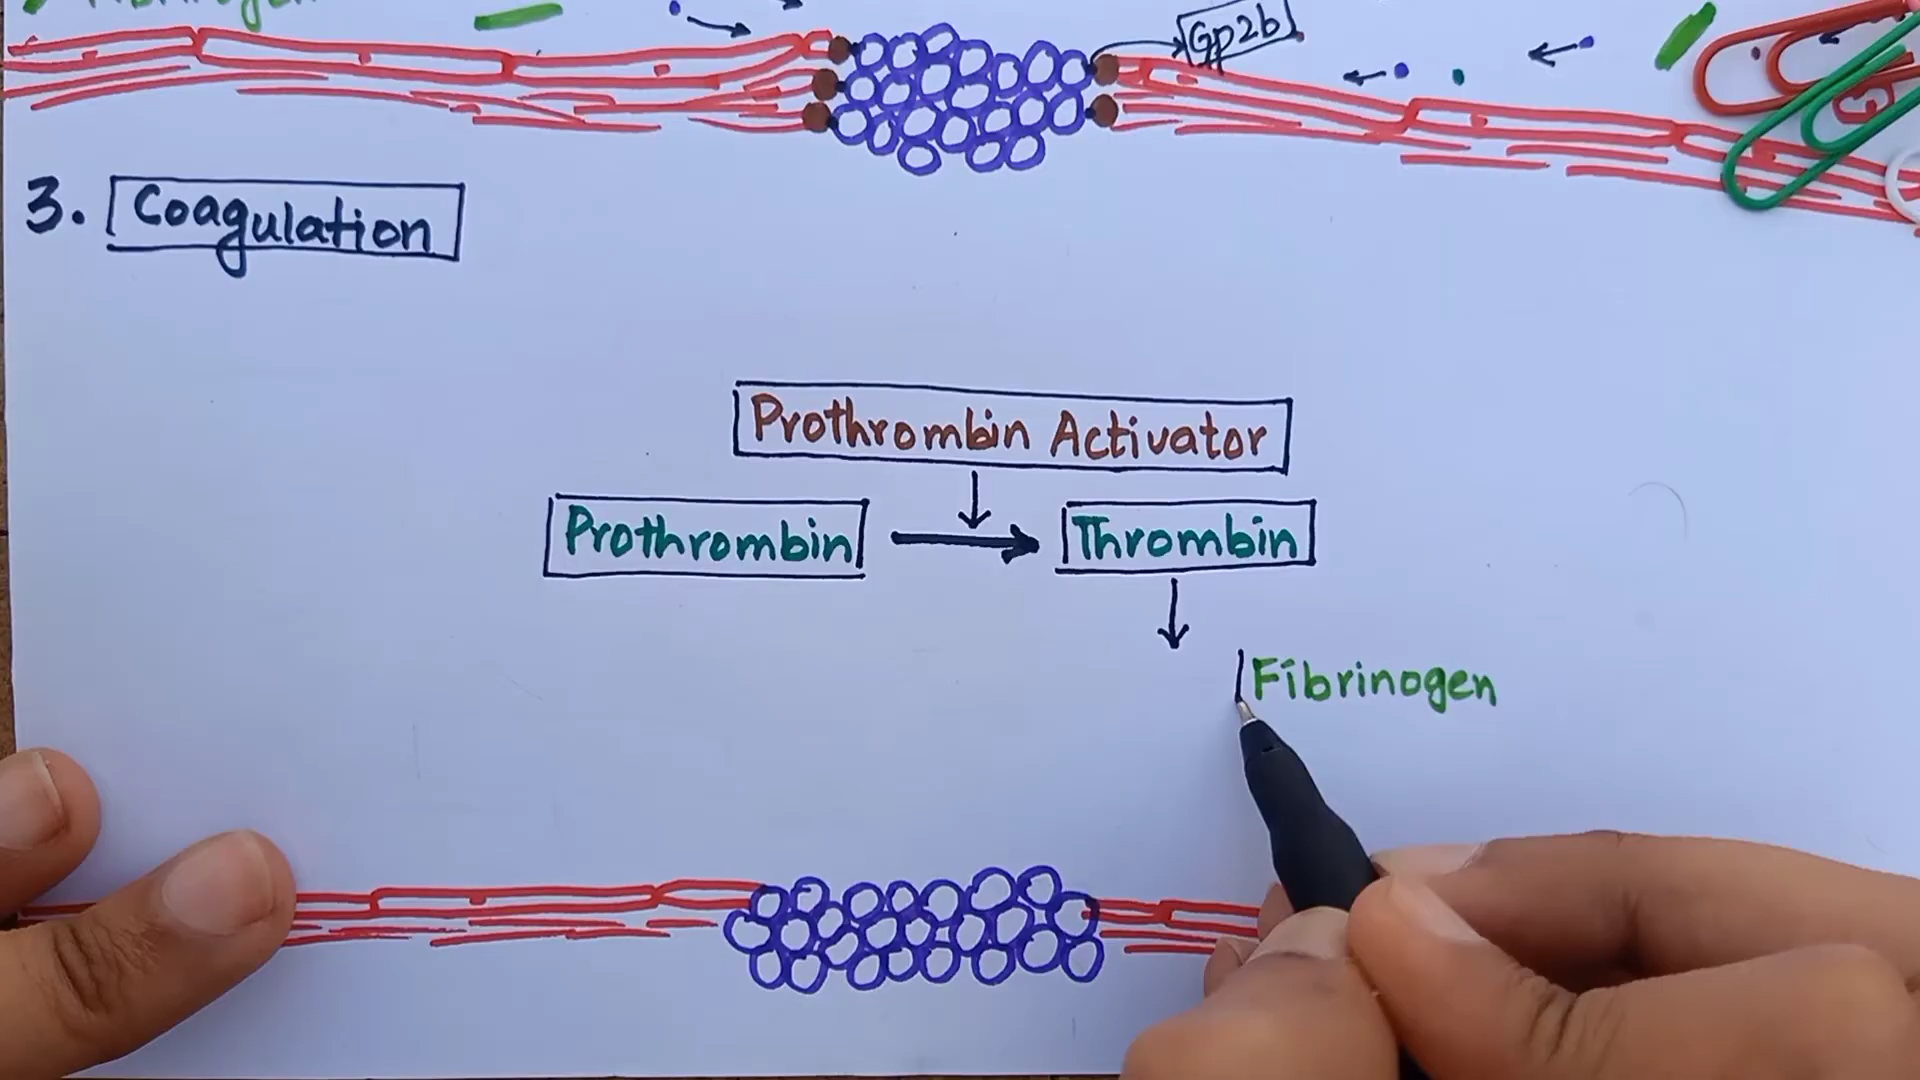 Gp2b
3. Coagulation
Prothrombin Activator
Prothrombin
Thrombin
Fibrinogen